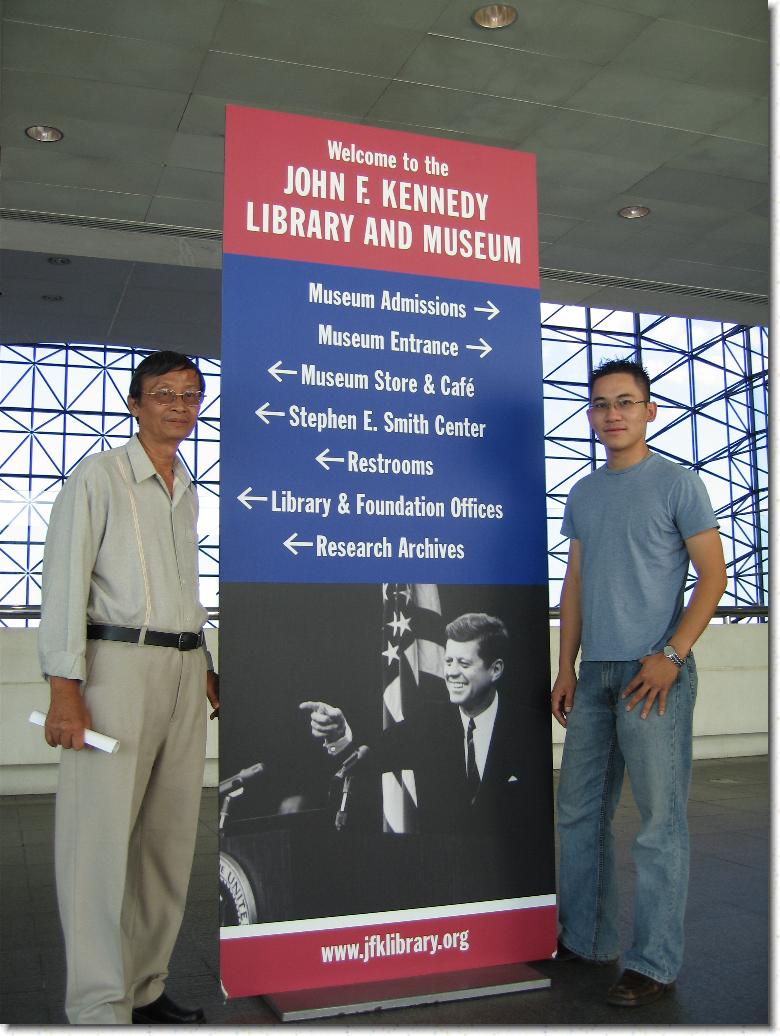 Welcome to the
JOHN F. KENNEDY
LIBRARY AND MUSEUM
Museum Admissions →
Museum Entrance →
← Museum Store & Café
← Stephen E. Smith Center
← Restrooms
← Library & Foundation Offices
← Research Archives
UNITE
www.jfklibrary.org